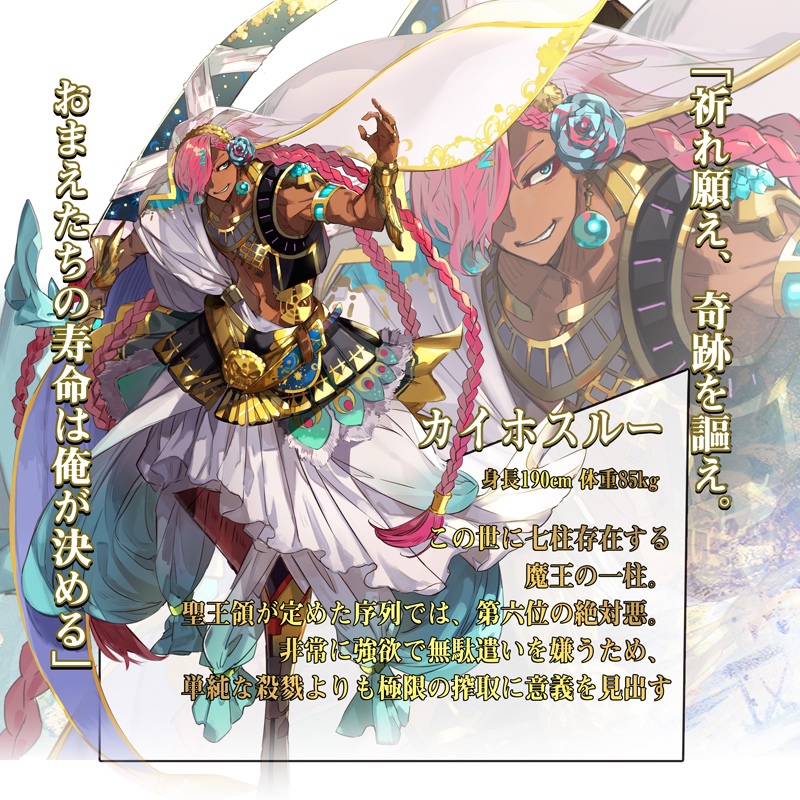 「祈れ願え、奇跡を謳え。
おまえたちの寿命は俺が決める」
カイホスルー
身長190cm 体重85kg
この世に七柱存在する
魔王の一柱。
聖王領が定めた序列では、第六位の絶対悪。
非常に強欲で無駄遣いを嫌うため、
単純な殺戮よりも極限の搾取に意義を見出す